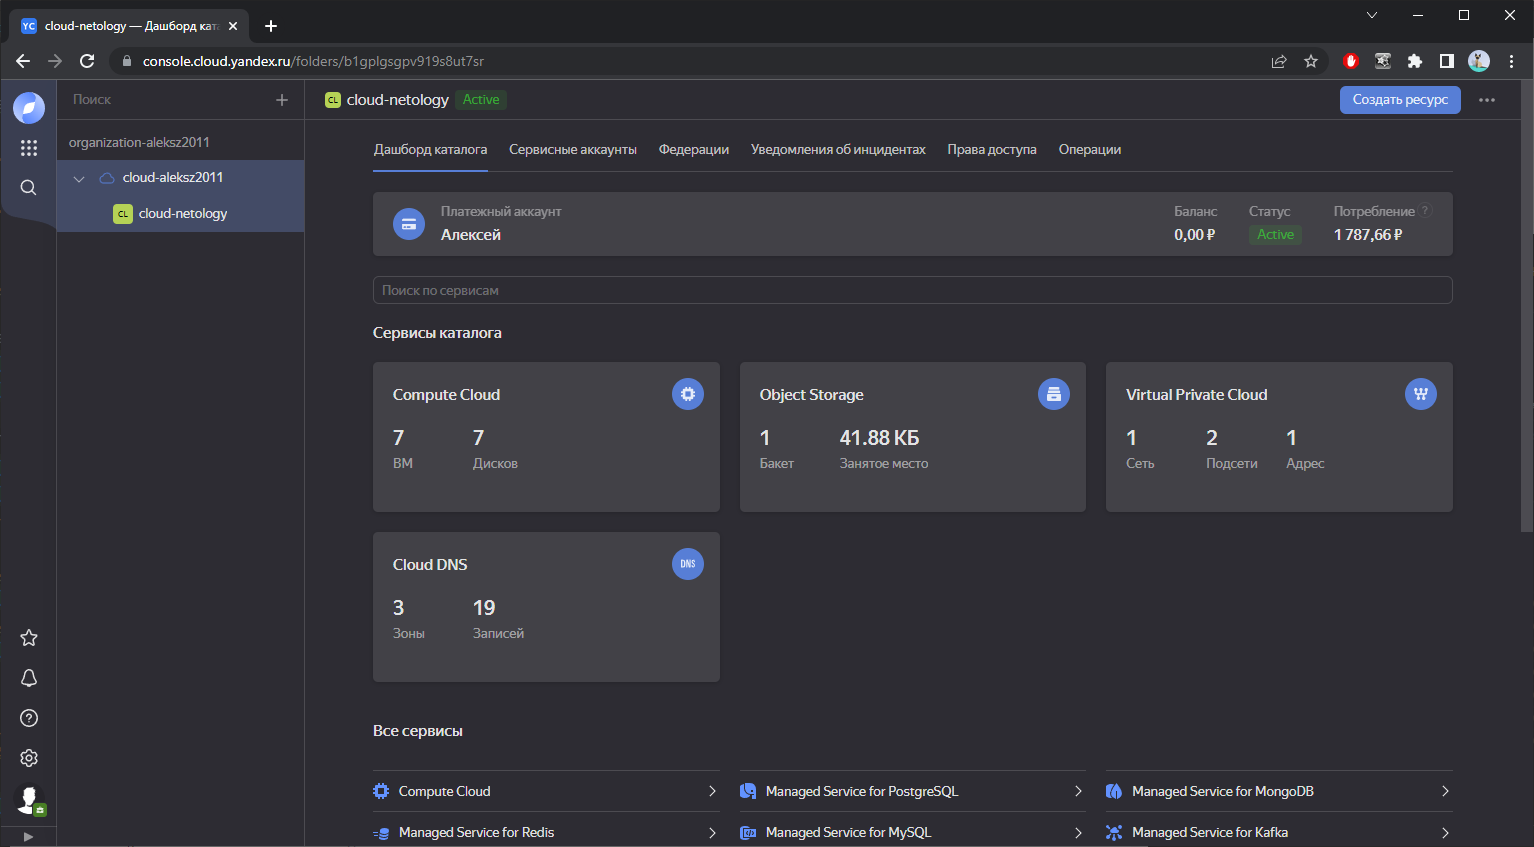 YC cloud-netology — Дашборд ката
console.cloud.yandex.ru/folders/b1gplgsgpv919s8ut7sr
Поиск
organization-aleksz2011
cloud-aleksz2011
CL cloud-netology
CL cloud-netology Active
Создать ресурс
Дашборд каталога Сервисные аккаунты Федерации Уведомления об инцидентах Права доступа Операции
Платежный аккаунт Баланс Статус Потребление ?
Алексей 0,00 ₽ Active 1 787,66 ₽
Поиск по сервисам
Сервисы каталога
Compute Cloud
7 7
ВМ Дисков
Object Storage
1 41.88 КБ
Бакет Занятое место
Virtual Private Cloud
1 2 1
Сеть Подсети Адрес
Cloud DNS DNS
3 19
Зоны Записей
Все сервисы
Compute Cloud Managed Service for PostgreSQL Managed Service for MongoDB
Managed Service for Redis Managed Service for MySQL Managed Service for Kafka